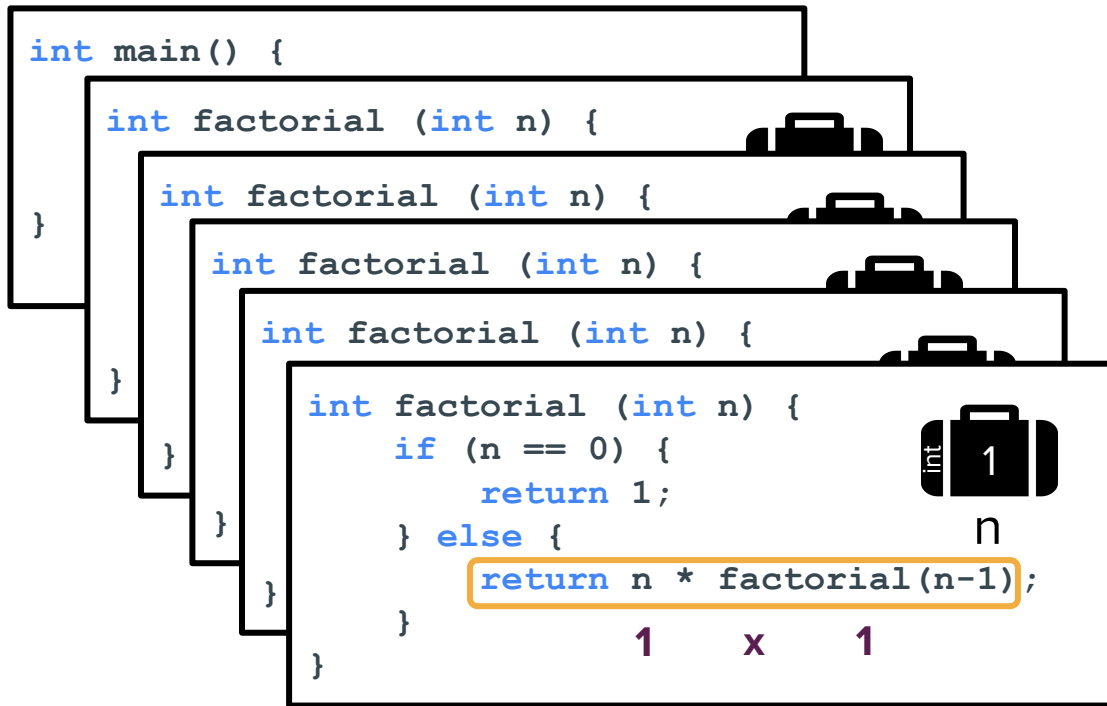 int main() {
int factorial (int n) {
int factorial (int n) {
int factorial (int n) {
int factorial (int n) {
int factorial (int n) {
if (n == 0) {
return 1;
} else {
return n * factorial(n-1);
}
}
1 x 1
int 1
n
}
}
}
}
}